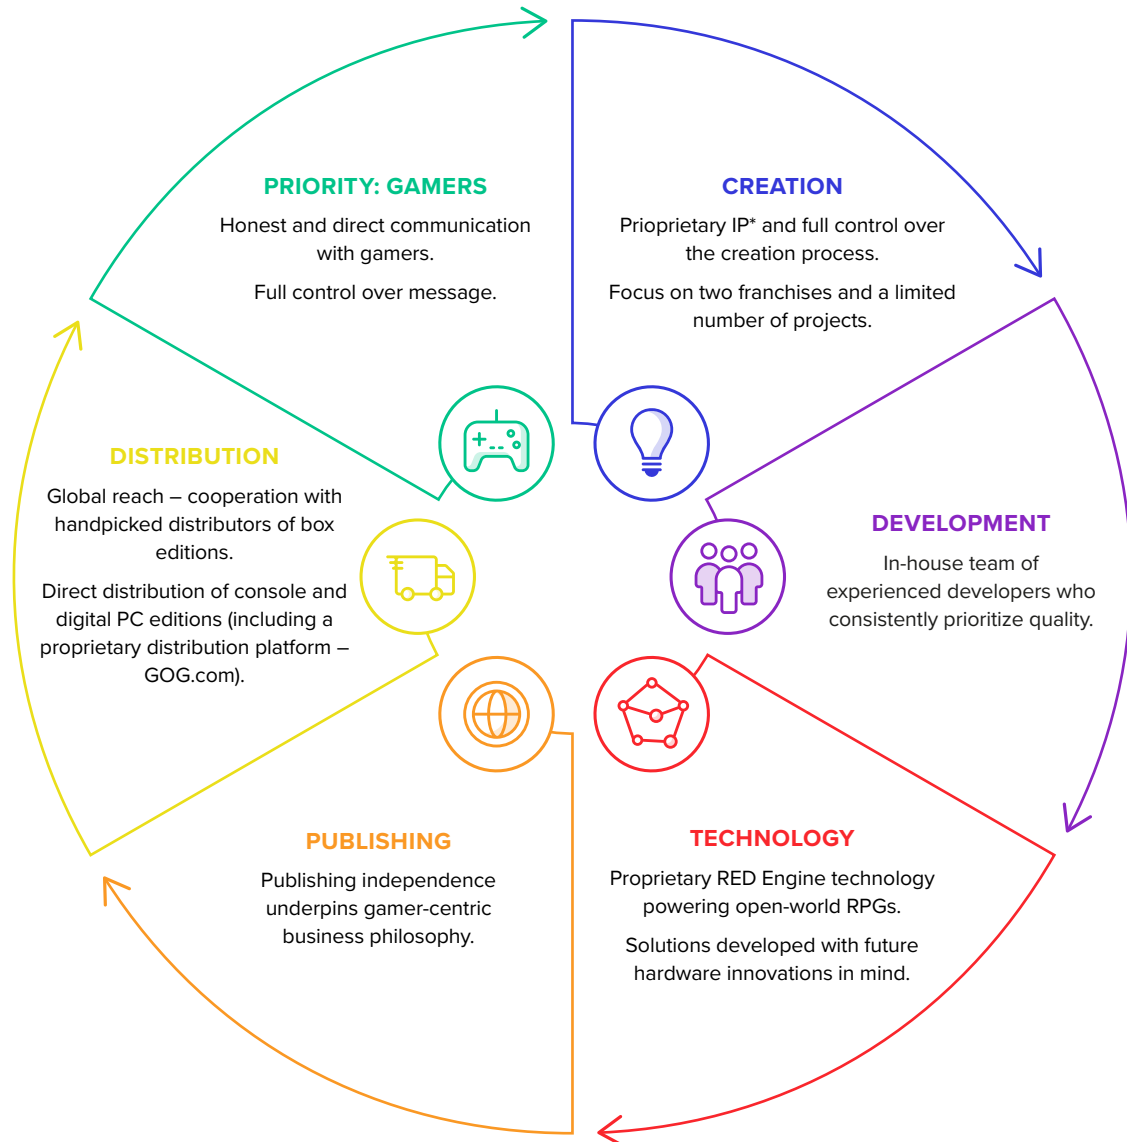 PRIORITY: GAMERS
Honest and direct communication
with gamers.
Full control over message.
CREATION
Prioprietary IP* and full control over
the creation process.
Focus on two franchises and a limited
number of projects.
DEVELOPMENT
In-house team of
experienced developers who
consistently prioritize quality.
TECHNOLOGY
Proprietary RED Engine technology
powering open-world RPGs.
Solutions developed with future
hardware innovations in mind.
PUBLISHING
Publishing independence
underpins gamer-centric
business philosophy.
DISTRIBUTION
Global reach – cooperation with
handpicked distributors of box
editions.
Direct distribution of console and
digital PC editions (including a
proprietary distribution platform –
GOG.com).